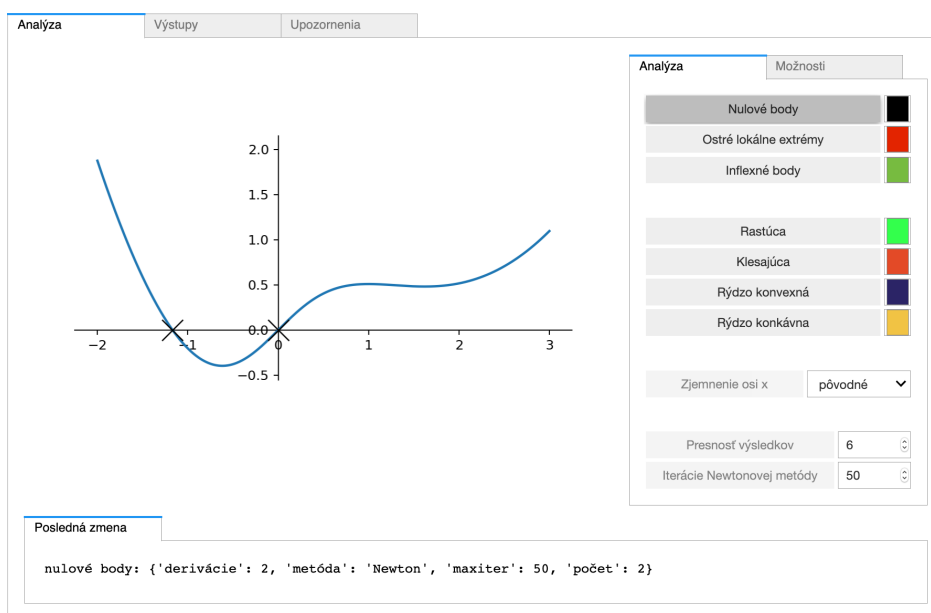 Analýza
Výstupy
Upozornenia
Analýza
Možnosti
Nulové body
Ostré lokálne extrémy
Inflexné body
Rastúca
Klesajúca
Rýdzo konvexná
Rýdzo konkávna
Zjemnenie osi x
pôvodné
Presnosť výsledkov
6
Iterácie Newtonovej metódy
50
2.0
1.5
1.0
0.5
0.0
−0.5
−2
−1
0
1
2
3
Posledná zmena
nulové body: {'derivácie': 2, 'metóda': 'Newton', 'maxiter': 50, 'počet': 2}